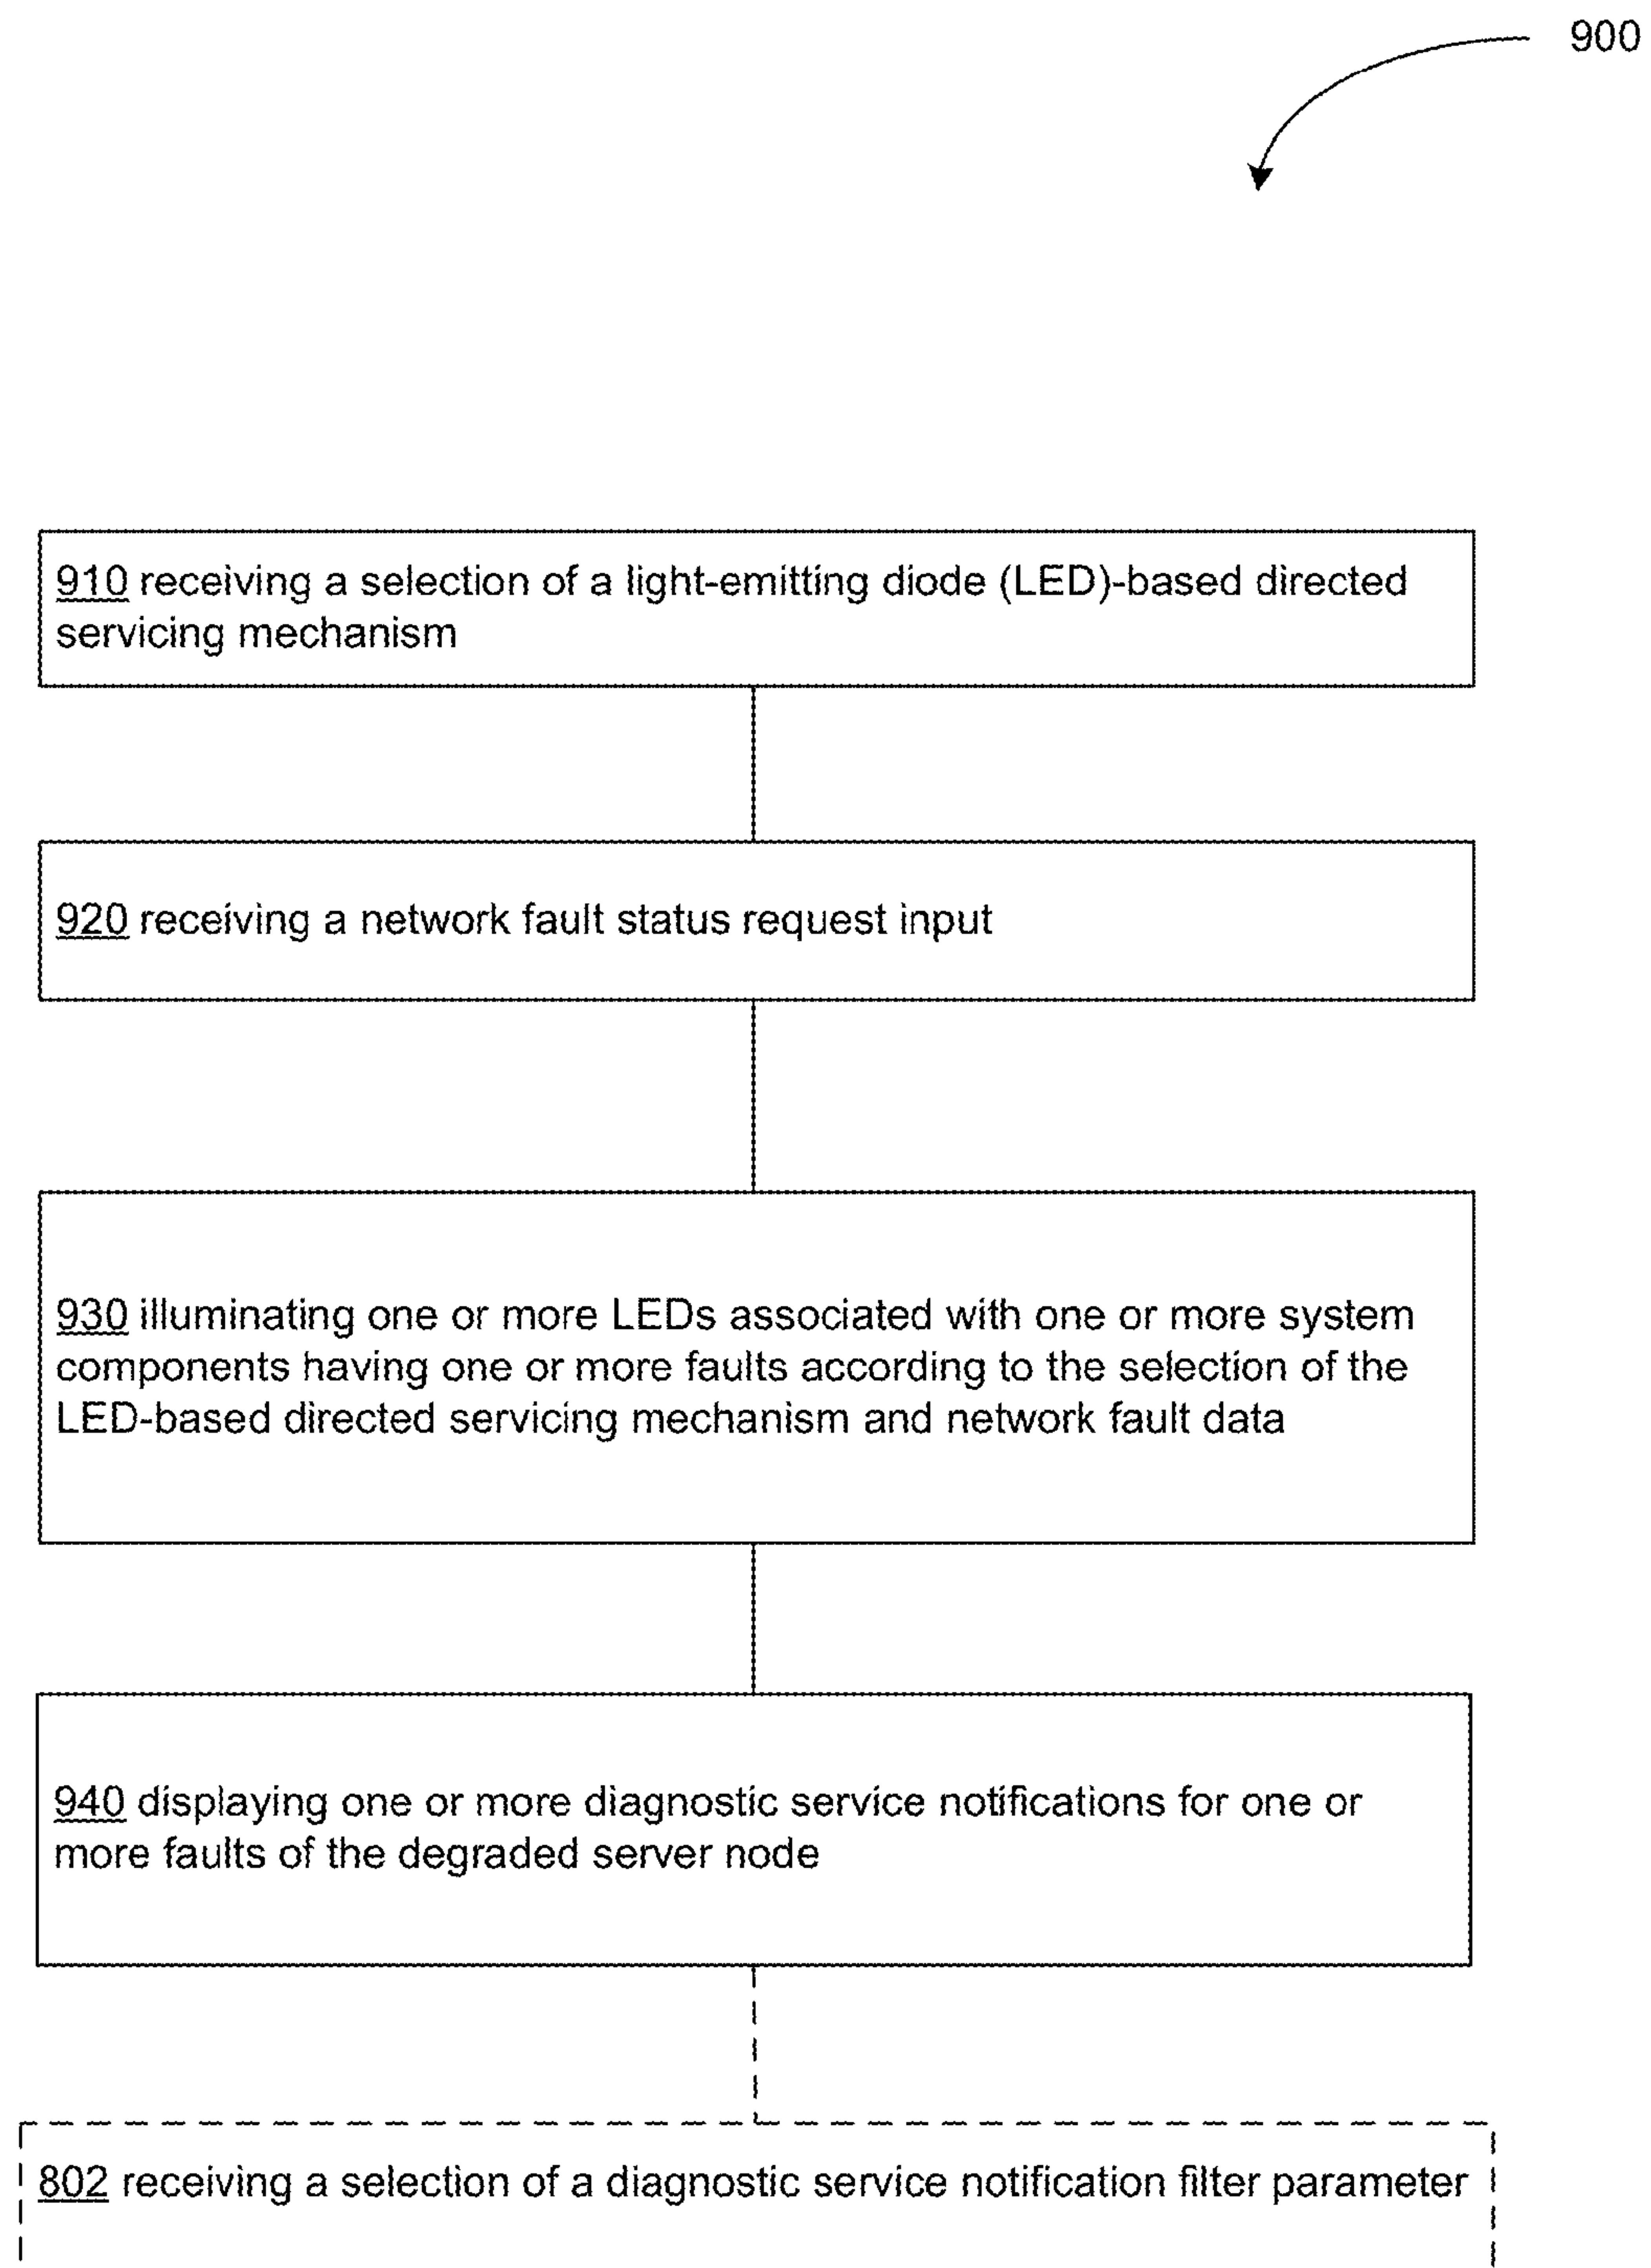 900
910 receiving a selection of a light-emitting diode (LED)-based directed
servicing mechanism
920 receiving a network fault status request input
930 illuminating one or more LEDs associated with one or more system
components having one or more faults according to the selection of the
LED-based directed servicing mechanism and network fault data
940 displaying one or more diagnostic service notifications for one or
more faults of the degraded server node
802 receiving a selection of a diagnostic service notification filter parameter